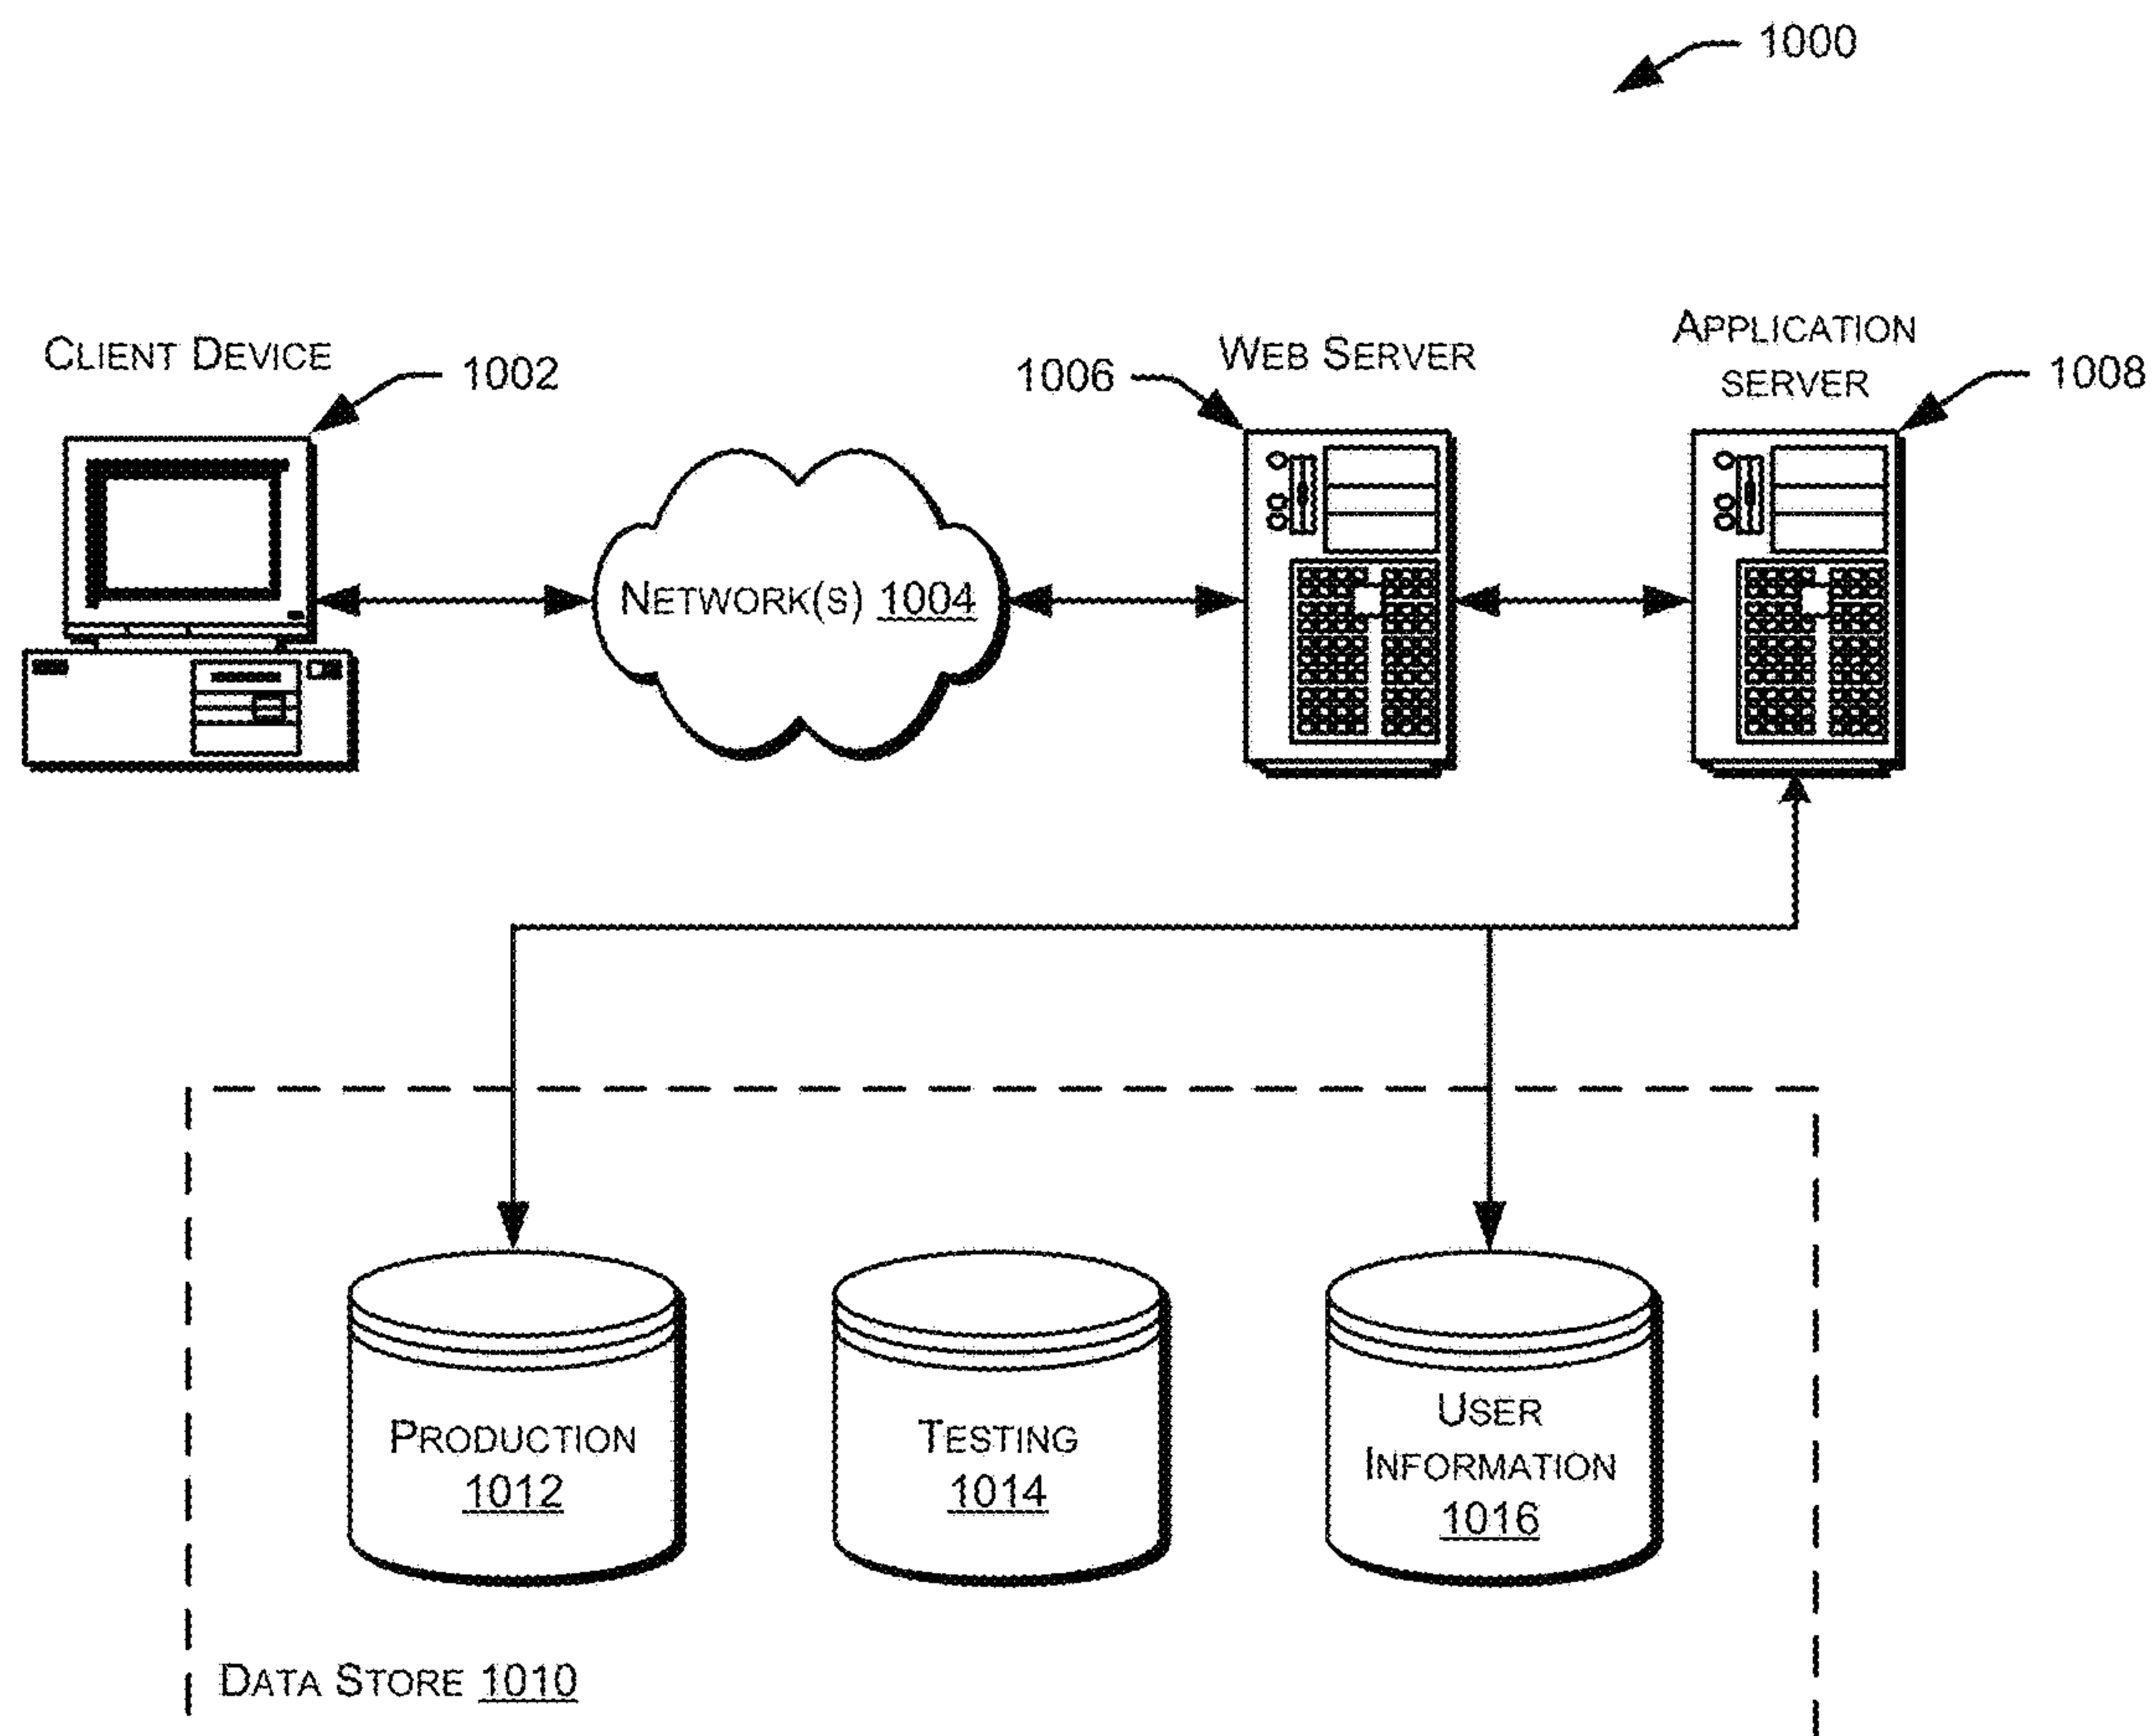 1000
CLIENT DEVICE
1002
1006
WEB SERVER
APPLICATION
SERVER
1008
NETWORK(S) 1004
PRODUCTION
1012
TESTING
1014
USER
INFORMATION
1016
DATA STORE 1010